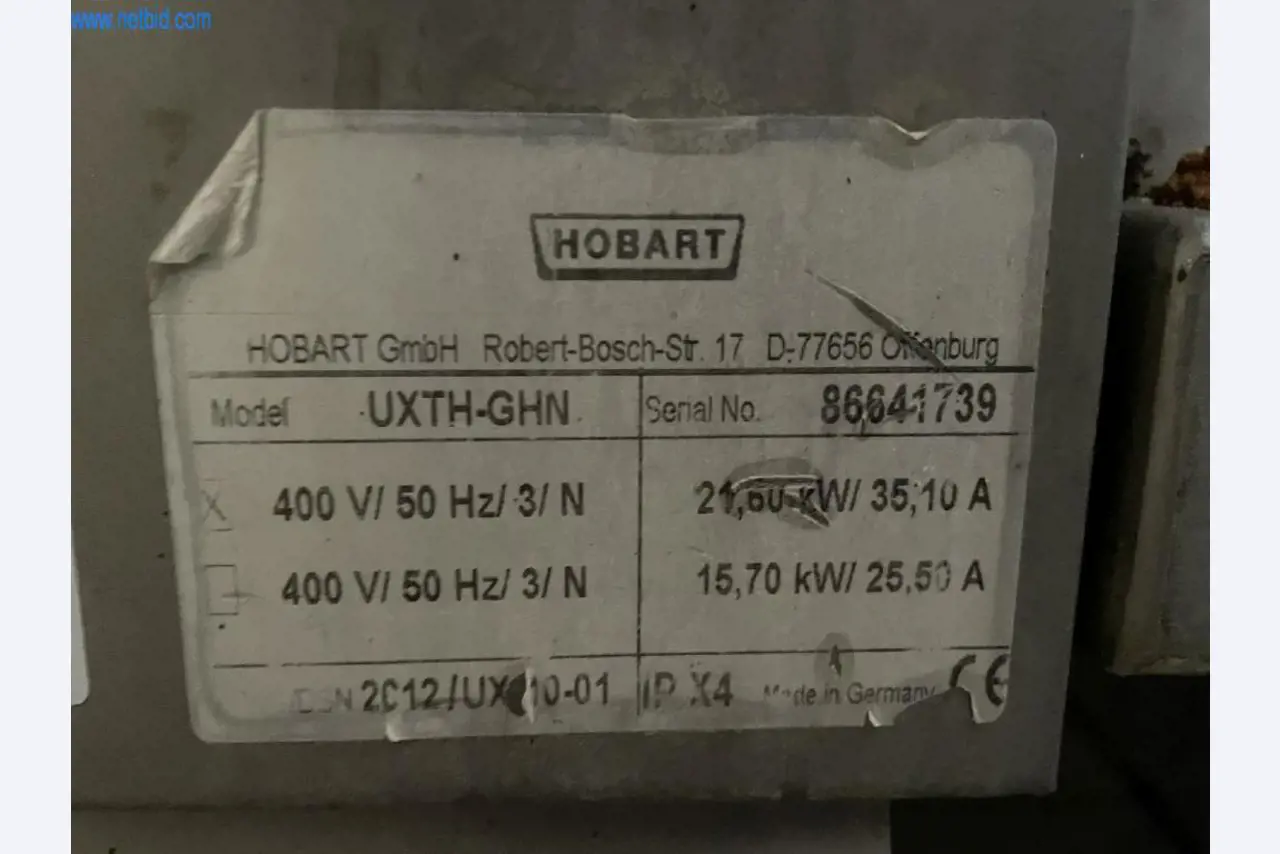 www.netbid.com
HOBART
HOBART GmbH Robert-Bosch-Str. 17 D-77656 Offenburg
Model UXTH-GHN Serial No. 86641739
X 400 V/ 50 Hz/ 3/ N 21,60 kW/ 35,10 A
400 V/ 50 Hz/ 3/ N 15,70 kW/ 25,50 A
IP X4 Made in Germany CE